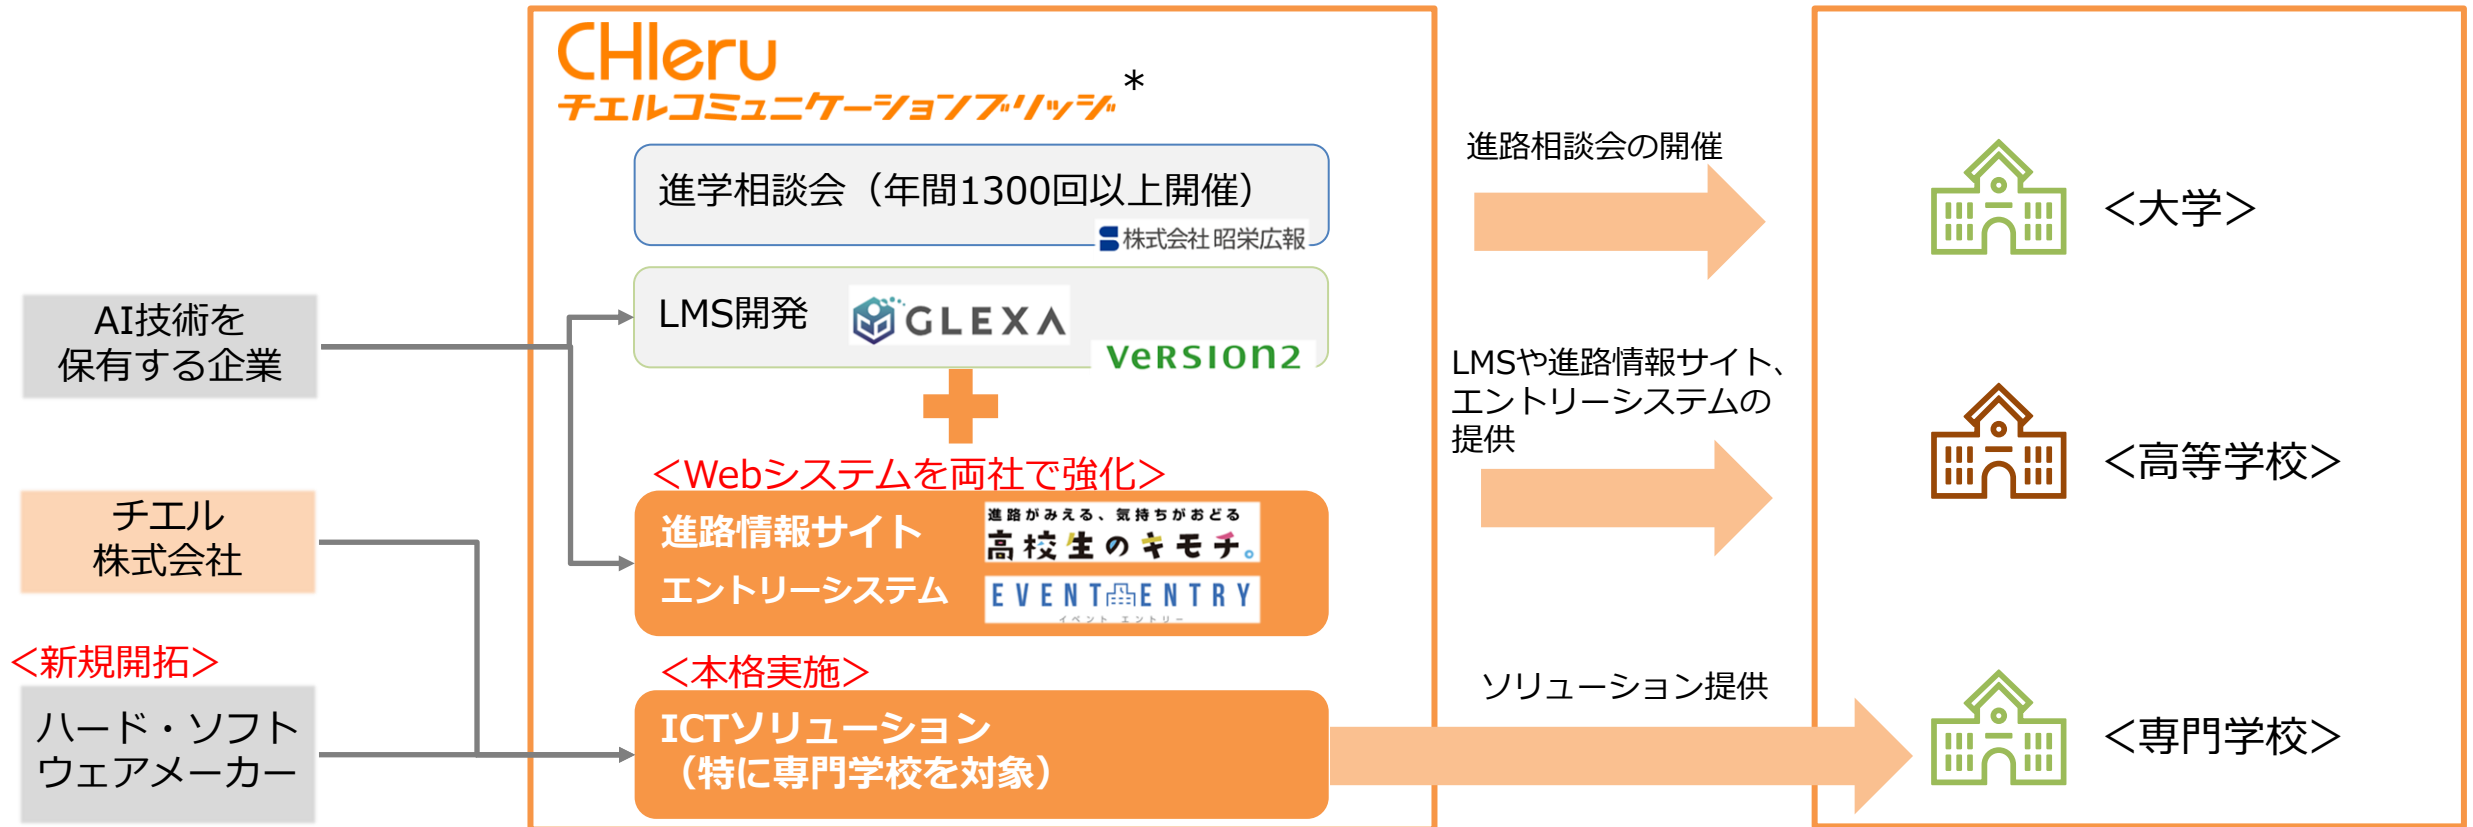 CHIeru
チエルコミュニケーションブリッジ*
進学相談会（年間1300回以上開催）
株式会社 昭栄広報
LMS開発
GLEXA
VeRSION2
AI技術を
保有する企業
チエル
株式会社
＜新規開拓＞
ハード・ソフト
ウェアメーカー
＜Webシステムを両社で強化＞
進路情報サイト
進路がみえる、気持ちがおどる
高校生のキモチ。
エントリーシステム
EVENT ENTRY
イベント エントリー
＜本格実施＞
ICTソリューション
（特に専門学校を対象）
進路相談会の開催
LMSや進路情報サイト、
エントリーシステムの
提供
ソリューション提供
＜大学＞
＜高等学校＞
＜専門学校＞